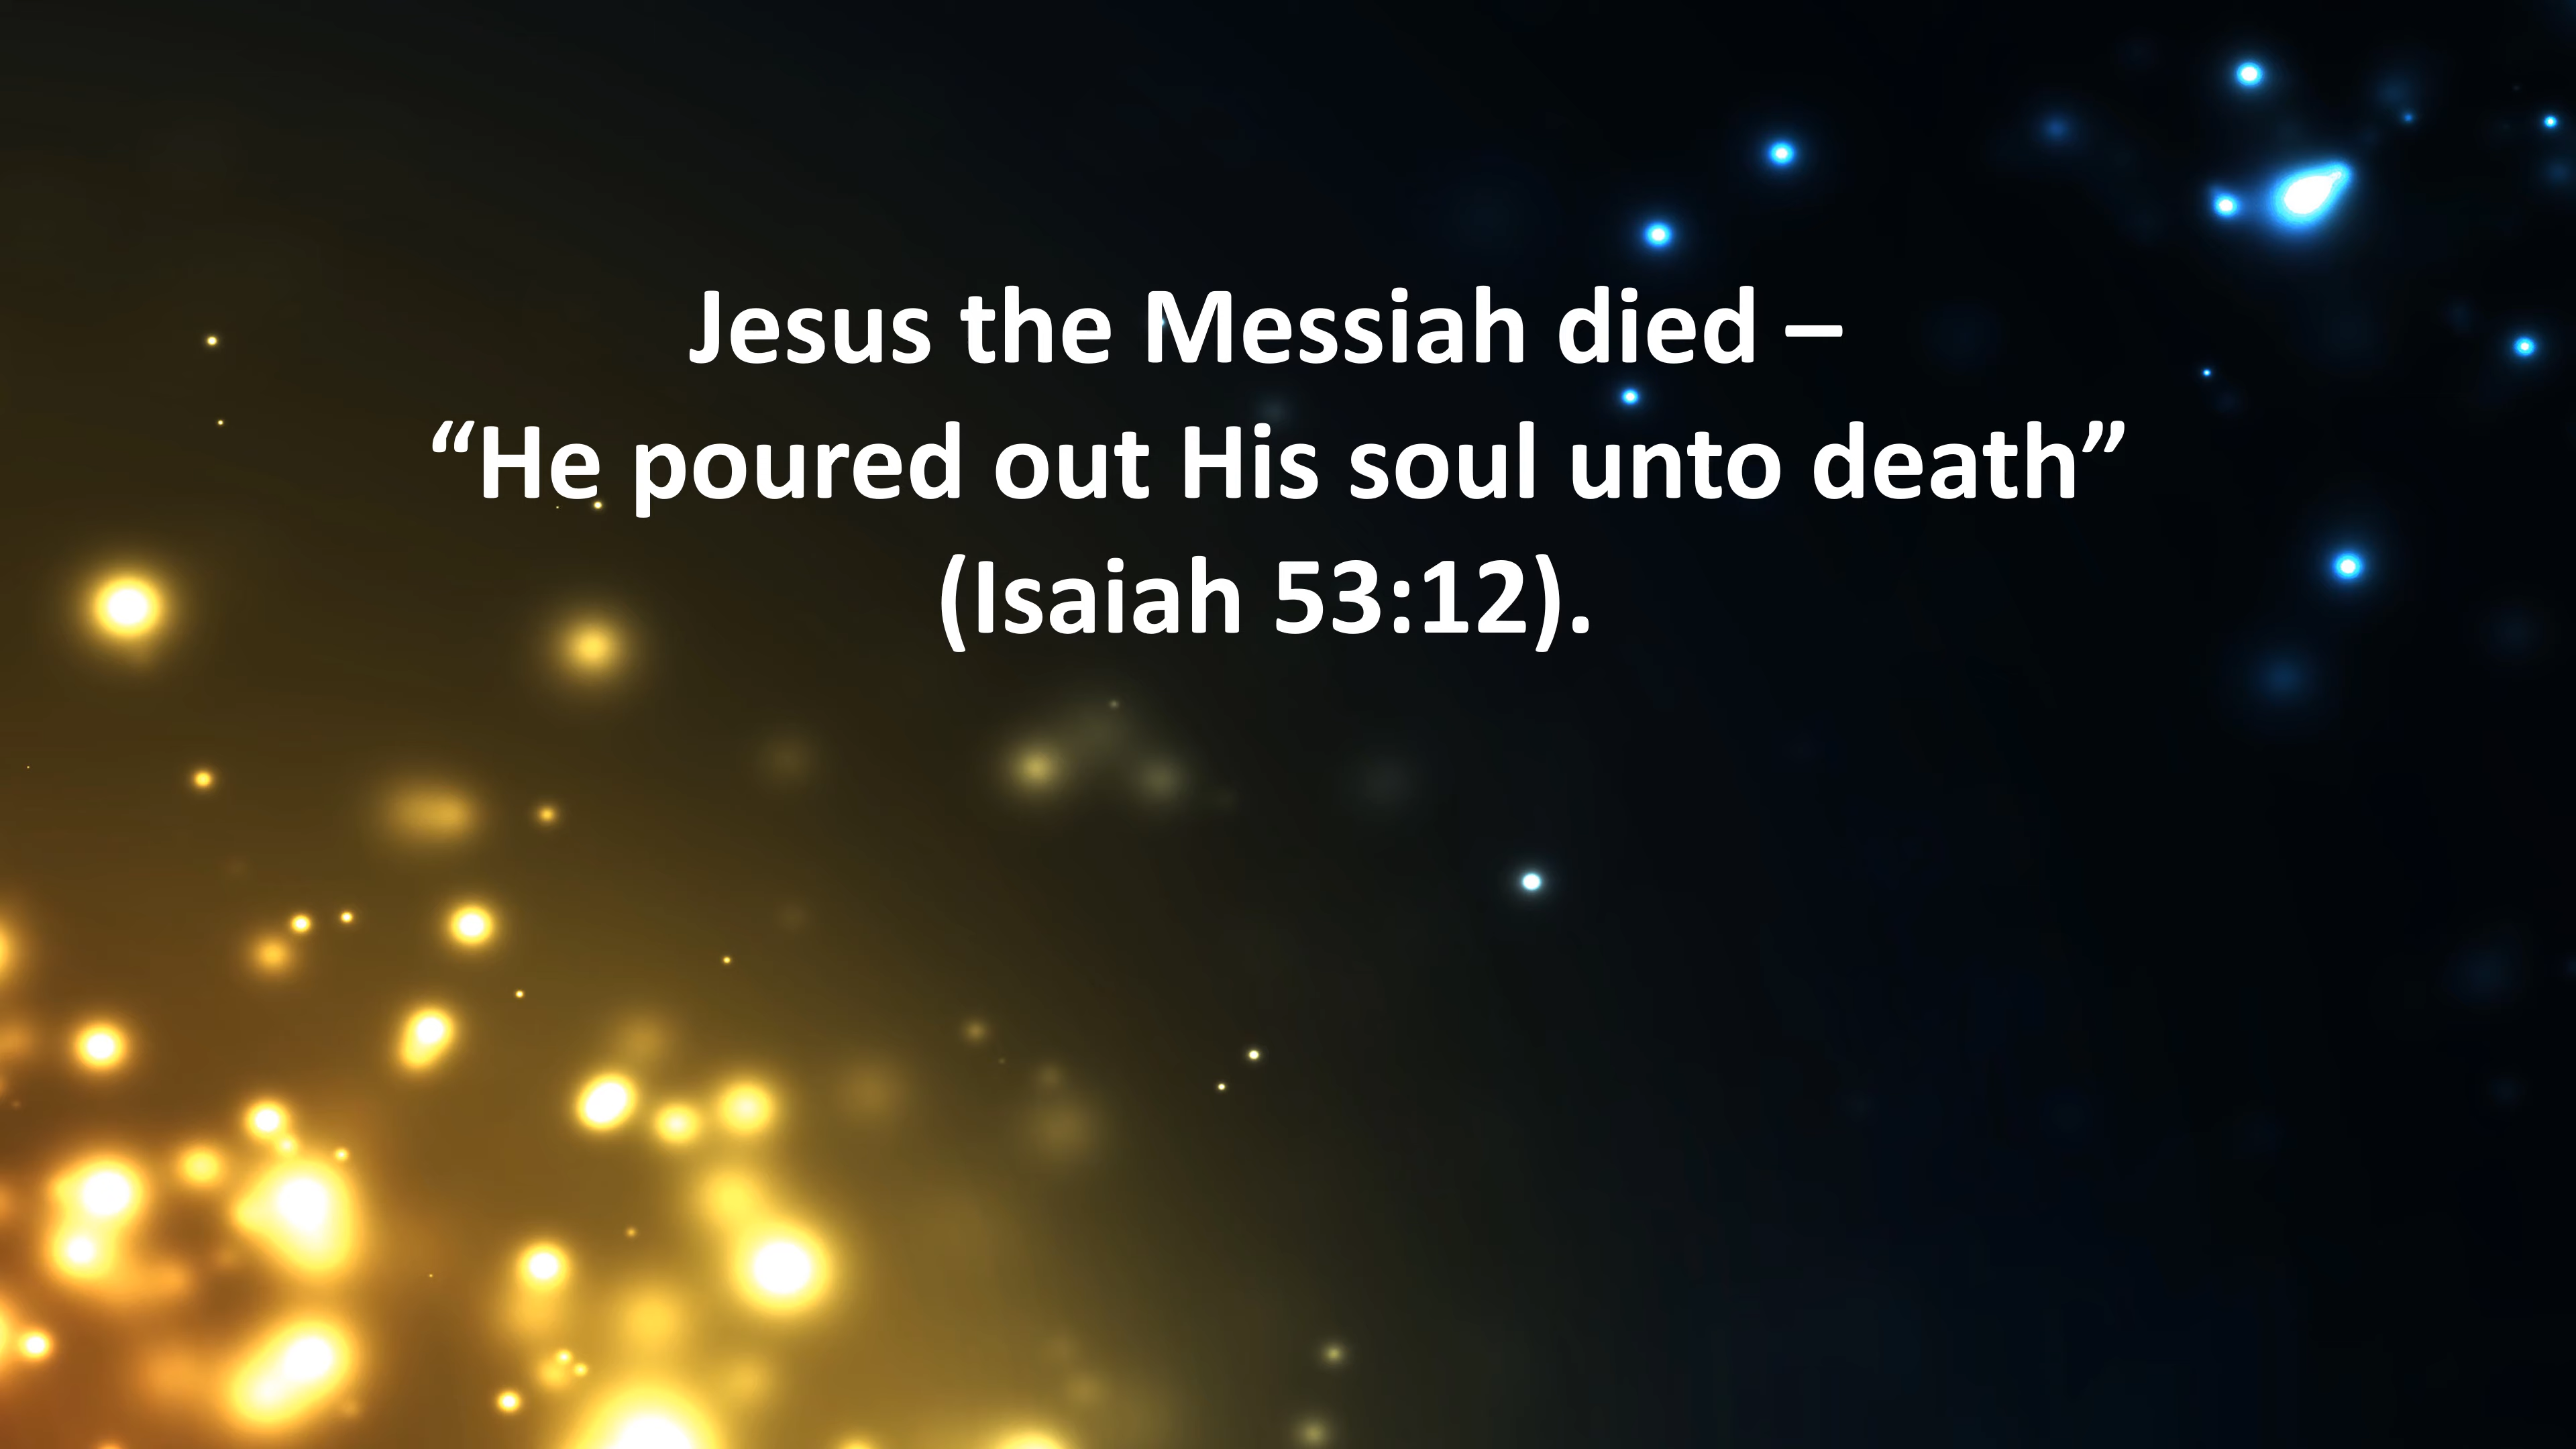 Jesus the Messiah died –
“He poured out His soul unto death”
(Isaiah 53:12).